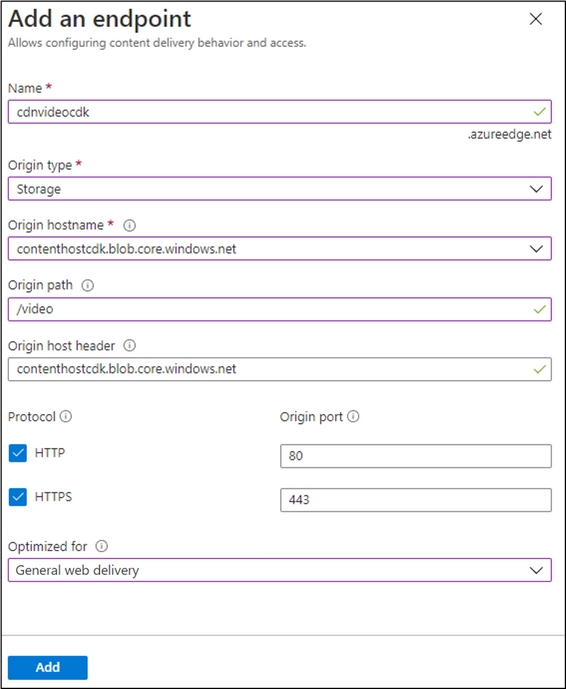 Add an endpoint
Allows configuring content delivery behavior and access.
Name *
cdnvideocdk
.azureedge.net
Origin type *
Storage
Origin hostname *
contenthostcdk.blob.core.windows.net
Origin path
/video
Origin host header
contenthostcdk.blob.core.windows.net
Protocol Origin port
HTTP 80
HTTPS 443
Optimized for
General web delivery
Add